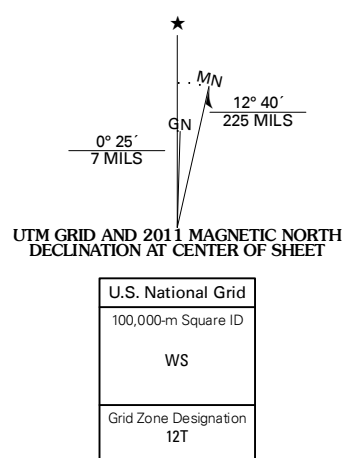 ★
MN
GN
12° 40´
225 MILS
0° 25´
7 MILS
UTM GRID AND 2011 MAGNETIC NORTH
DECLINATION AT CENTER OF SHEET
U.S. National Grid
100,000-m Square ID
WS
Grid Zone Designation
12T